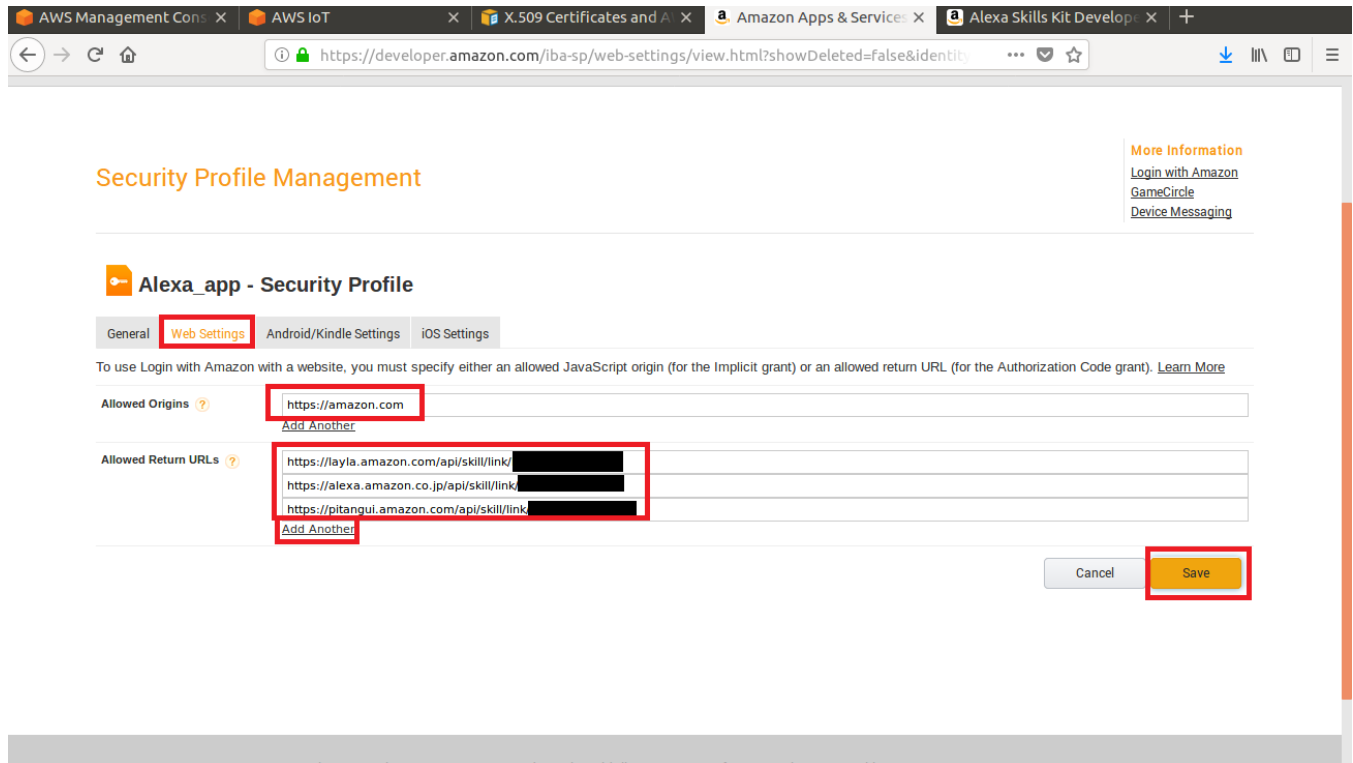 AWS Management Cons
AWS IoT
X.509 Certificates and A
Amazon Apps & Services
Alexa Skills Kit Develope
https://developer.amazon.com/iba-sp/web-settings/view.html?showDeleted=false&identity
More Information
Login with Amazon
GameCircle
Device Messaging
Security Profile Management
Alexa_app - Security Profile
General
Web Settings
Android/Kindle Settings
iOS Settings
To use Login with Amazon with a website, you must specify either an allowed JavaScript origin (for the Implicit grant) or an allowed return URL (for the Authorization Code grant). Learn More
Allowed Origins ?
https://amazon.com
Add Another
Allowed Return URLs ?
https://layla.amazon.com/api/skill/link/
https://alexa.amazon.co.jp/api/skill/link/
https://pitangui.amazon.com/api/skill/link/
Add Another
Cancel
Save